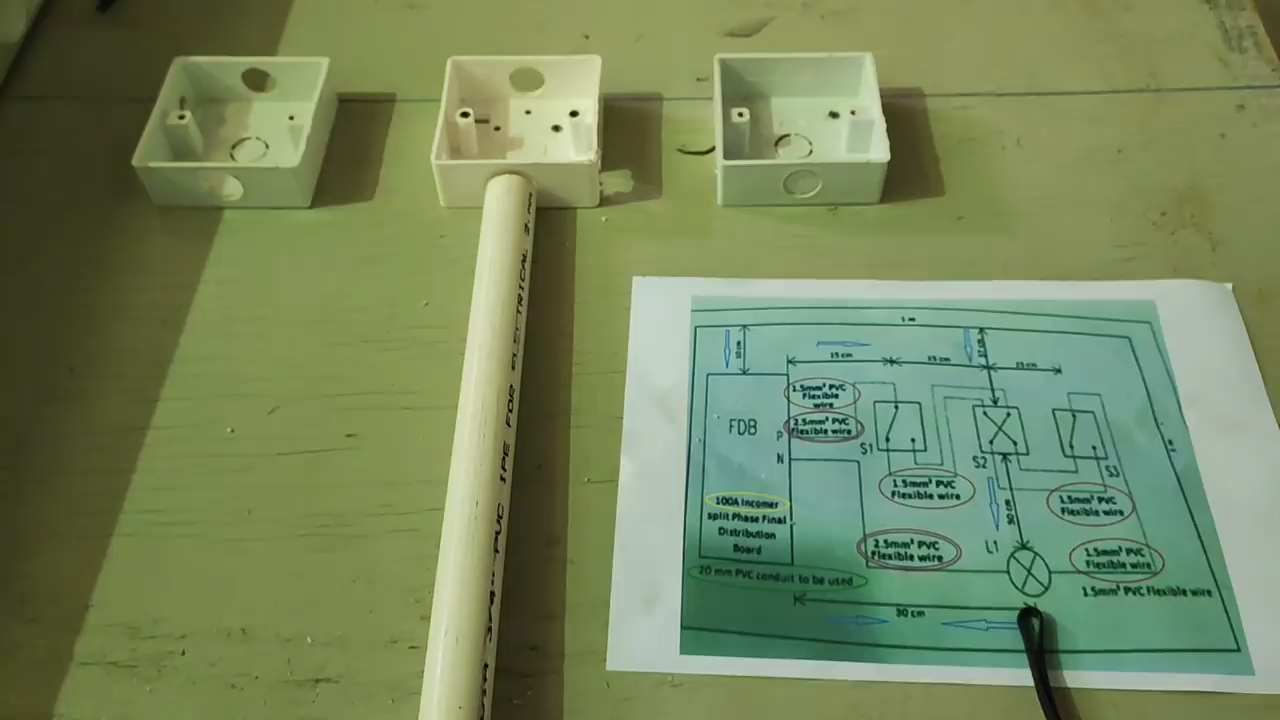 PVC IPE FOR ELECTRICAL
1 m
10 cm
15 cm
15 cm
15 cm
1.5mm² PVC
Flexible
wire
2.5mm² PVC
Flexible wire
FDB
P
N
S1
S2
S3
1.5mm² PVC
Flexible wire
1.5mm² PVC
Flexible wire
100A Incomer
split Phase Final
Distribution
Board
2.5mm² PVC
Flexible wire
L1
1.5mm² PVC
Flexible wire
1.5mm² PVC Flexible wire
20 mm PVC conduit to be used
30 cm